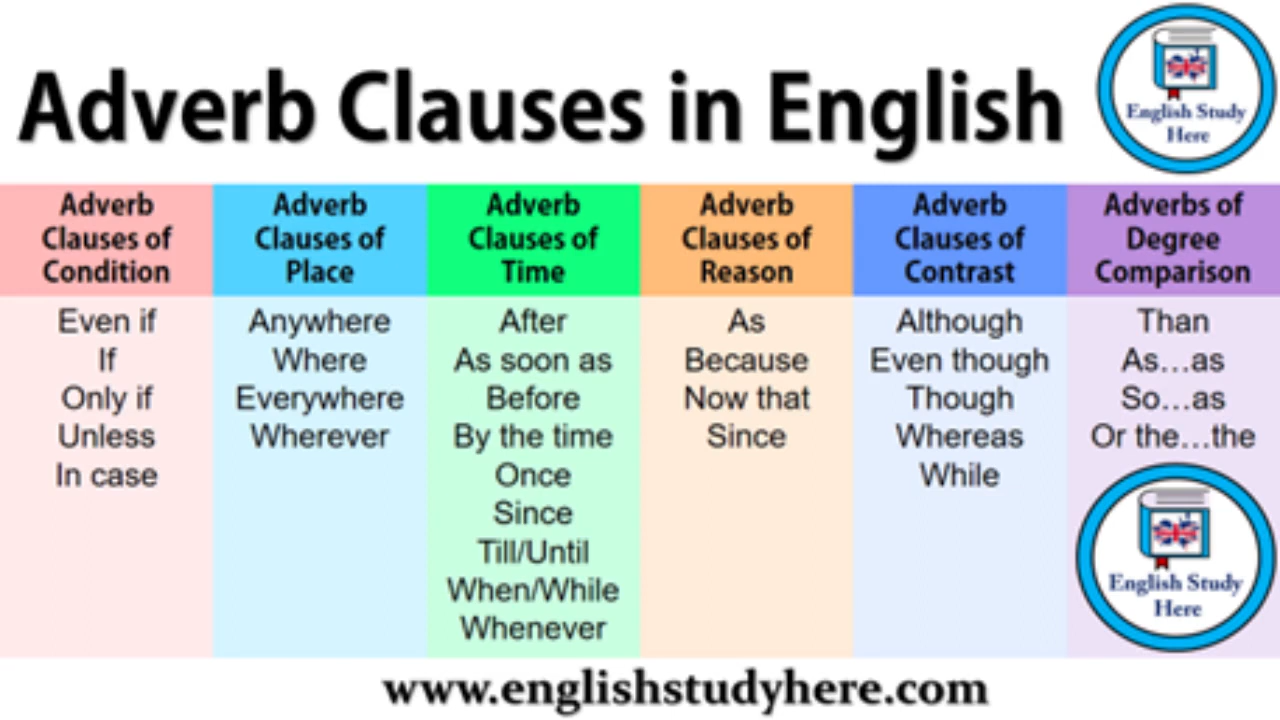 Adverb Clauses in English
English Study
Here
Adverb
Clauses of
Condition
Even if
If
Only if
Unless
In case
Adverb
Clauses of
Place
Anywhere
Where
Everywhere
Wherever
Adverb
Clauses of
Time
After
As soon as
Before
By the time
Once
Since
Till/Until
When/While
Whenever
Adverb
Clauses of
Reason
As
Because
Now that
Since
Adverb
Clauses of
Contrast
Although
Even though
Though
Whereas
While
Adverbs of
Degree
Comparison
Than
As...as
So...as
Or the...the
English Study
Here
www.englishstudyhere.com